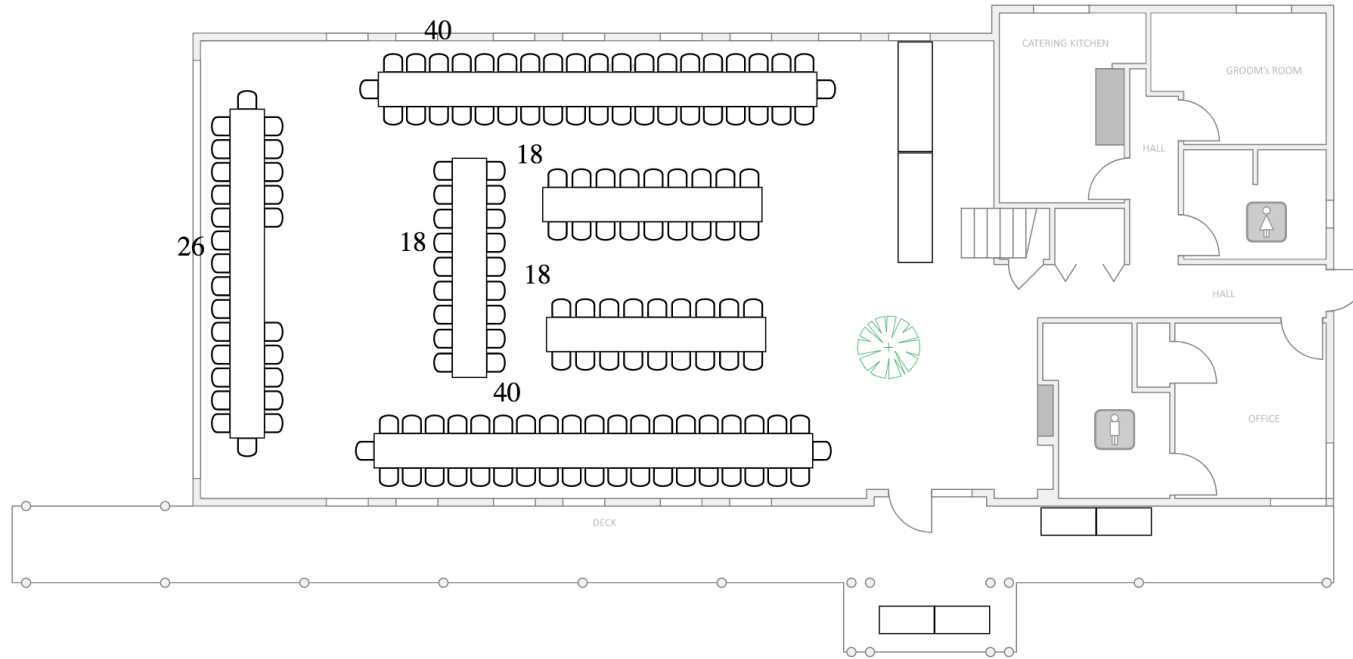 40
CATERING KITCHEN
GROOM's ROOM
HALL
18
26
18
18
HALL
40
OFFICE
DECK